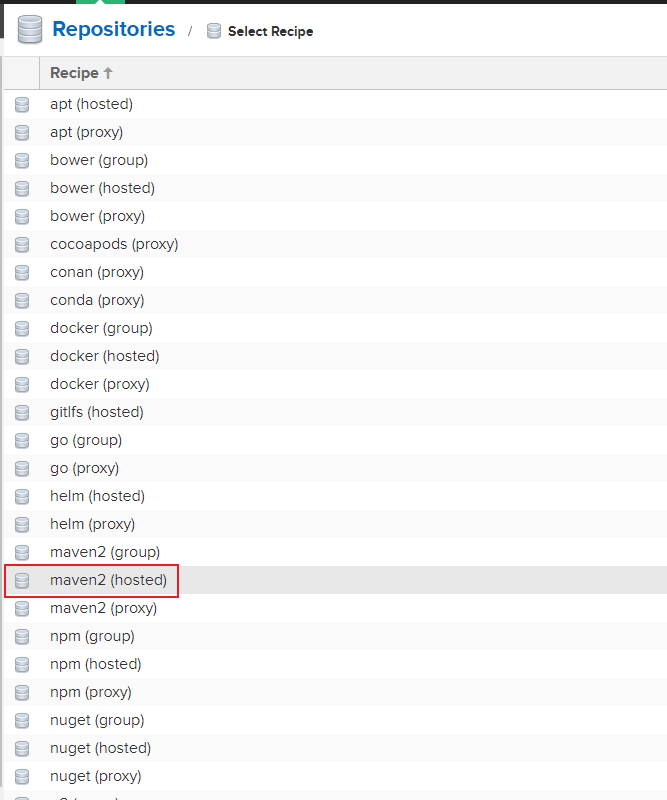 Repositories / Select Recipe
Recipe
apt (hosted)
apt (proxy)
bower (group)
bower (hosted)
bower (proxy)
cocoapods (proxy)
conan (proxy)
conda (proxy)
docker (group)
docker (hosted)
docker (proxy)
gitlfs (hosted)
go (group)
go (proxy)
helm (hosted)
helm (proxy)
maven2 (group)
maven2 (hosted)
maven2 (proxy)
npm (group)
npm (hosted)
npm (proxy)
nuget (group)
nuget (hosted)
nuget (proxy)